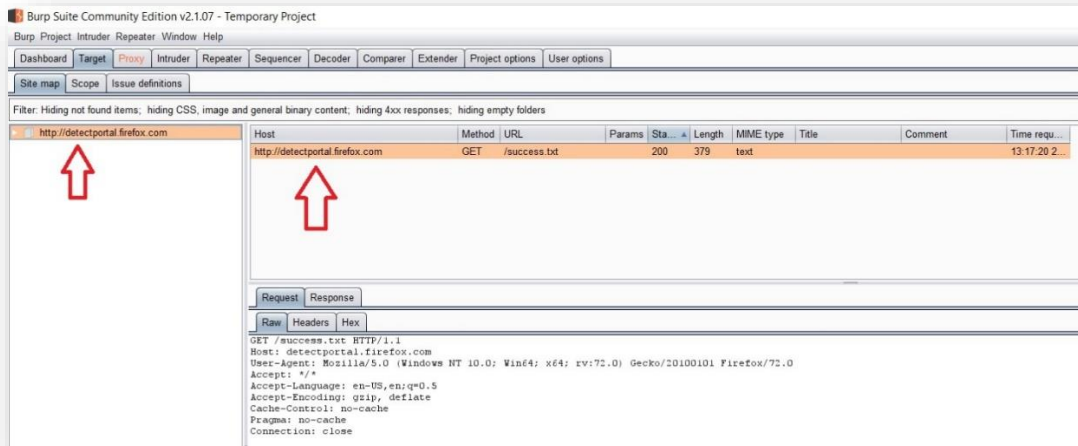 Burp Suite Community Edition v2.1.07 - Temporary Project
Burp Project Intruder Repeater Window Help
Dashboard Target Proxy Intruder Repeater Sequencer Decoder Comparer Extender Project options User options
Site map Scope Issue definitions
Filter: Hiding not found items; hiding CSS, image and general binary content; hiding 4xx responses; hiding empty folders
http://detectportal.firefox.com
Host Method URL Params Sta... Length MIME type Title Comment Time requ...
http://detectportal.firefox.com GET /success.txt 200 379 text 13:17:20 2...
Request Response
Raw Headers Hex
GET /success.txt HTTP/1.1
Host: detectportal.firefox.com
User-Agent: Mozilla/5.0 (Windows NT 10.0; Win64; x64; rv:72.0) Gecko/20100101 Firefox/72.0
Accept: */*
Accept-Language: en-US,en;q=0.5
Accept-Encoding: gzip, deflate
Cache-Control: no-cache
Pragma: no-cache
Connection: close